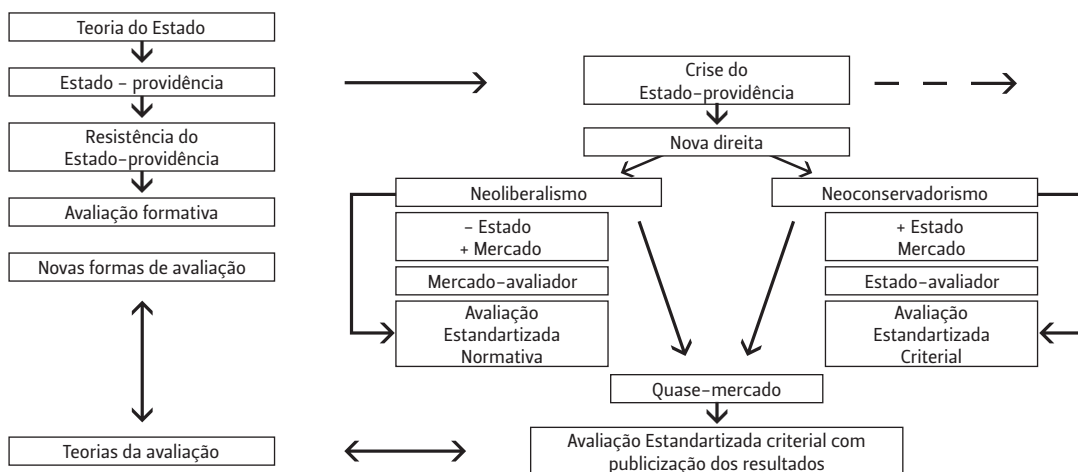 Teoria do Estado
Estado – providência
Resistência do
Estado–providência
Avaliação formativa
Novas formas de avaliação
Teorias da avaliação
Crise do
Estado–providência
Nova direita
Neoliberalismo
– Estado
+ Mercado
Mercado–avaliador
Avaliação
Estandartizada
Normativa
Neoconservadorismo
+ Estado
Mercado
Estado–avaliador
Avaliação
Estandartizada
Criterial
Quase–mercado
Avaliação Estandartizada criterial com
publicização dos resultados